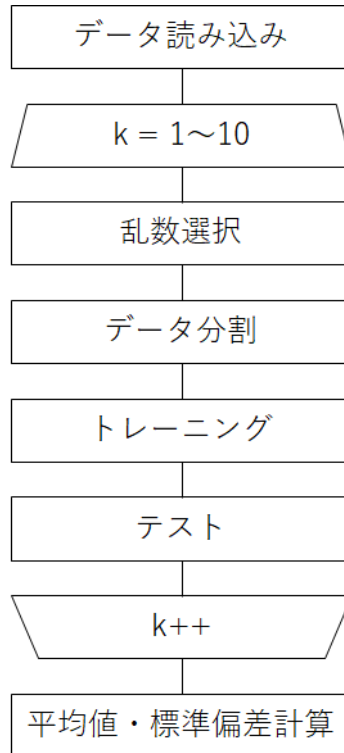 データ読み込み
k = 1～10
乱数選択
データ分割
トレーニング
テスト
k++
平均値・標準偏差計算